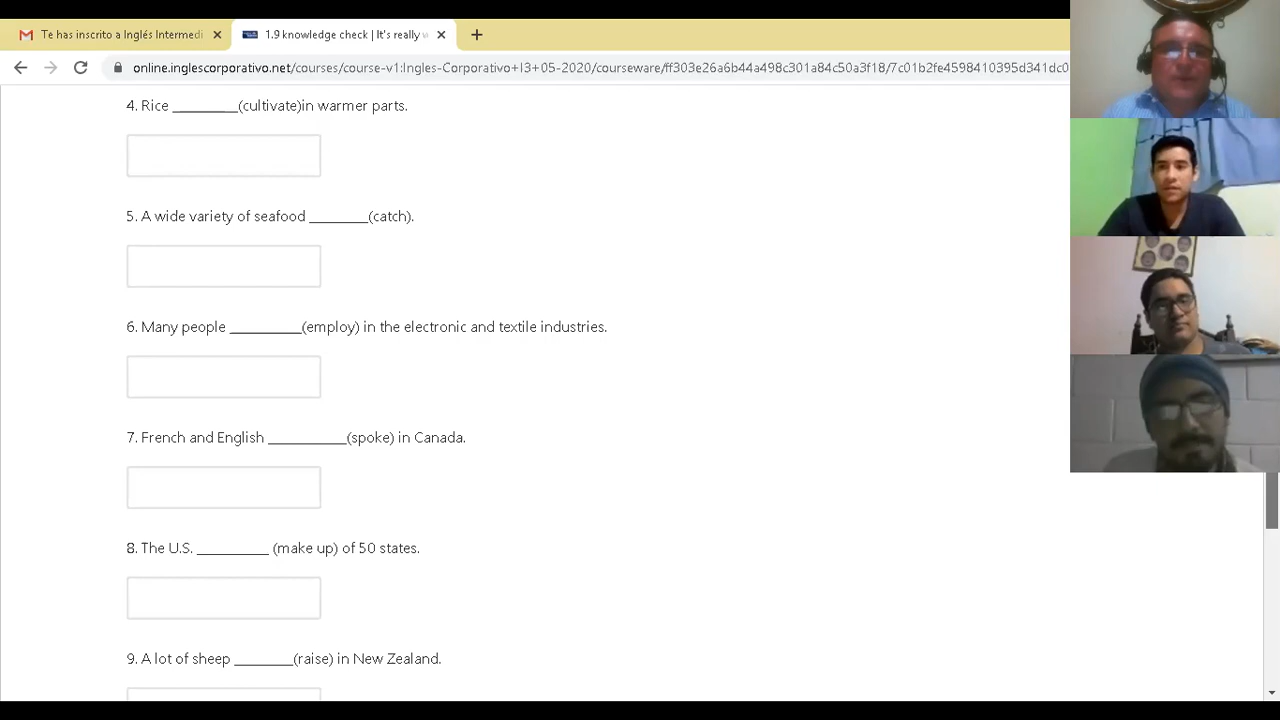 Te has inscrito a Inglés Intermedi
1.9 knowledge check | It's really w
online.inglescorporativo.net/courses/course-v1:Ingles-Corporativo+I3+05-2020/courseware/ff303e26a6b44a498c301a84c50a3f18/7c01b2fe4598410395d341dc0
4. Rice ________(cultivate)in warmer parts.
5. A wide variety of seafood _______(catch).
6. Many people _________(employ) in the electronic and textile industries.
7. French and English __________(spoke) in Canada.
8. The U.S. _________ (make up) of 50 states.
9. A lot of sheep _______(raise) in New Zealand.